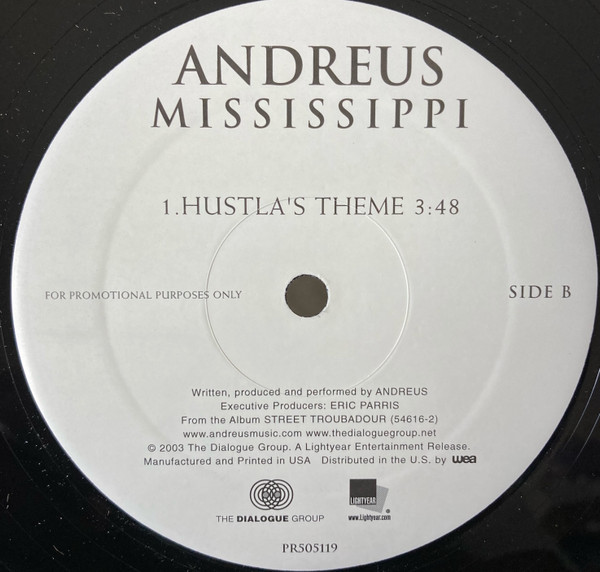 ANDREUS
MISSISSIPPI
1.HUSTLA'S THEME 3:48
FOR PROMOTIONAL PURPOSES ONLY
SIDE B
Written, produced and performed by ANDREUS
Executive Producers: ERIC PARRIS
From the Album STREET TROUBADOUR (54616-2)
www.andreusmusic.com www.thedialoguegroup.net
© 2003 The Dialogue Group. A Lightyear Entertainment Release.
Manufactured and Printed in USA Distributed in the U.S. by wea
LIGHTYEAR
THE DIALOGUE GROUP
www.Lightyear.com
PR505119